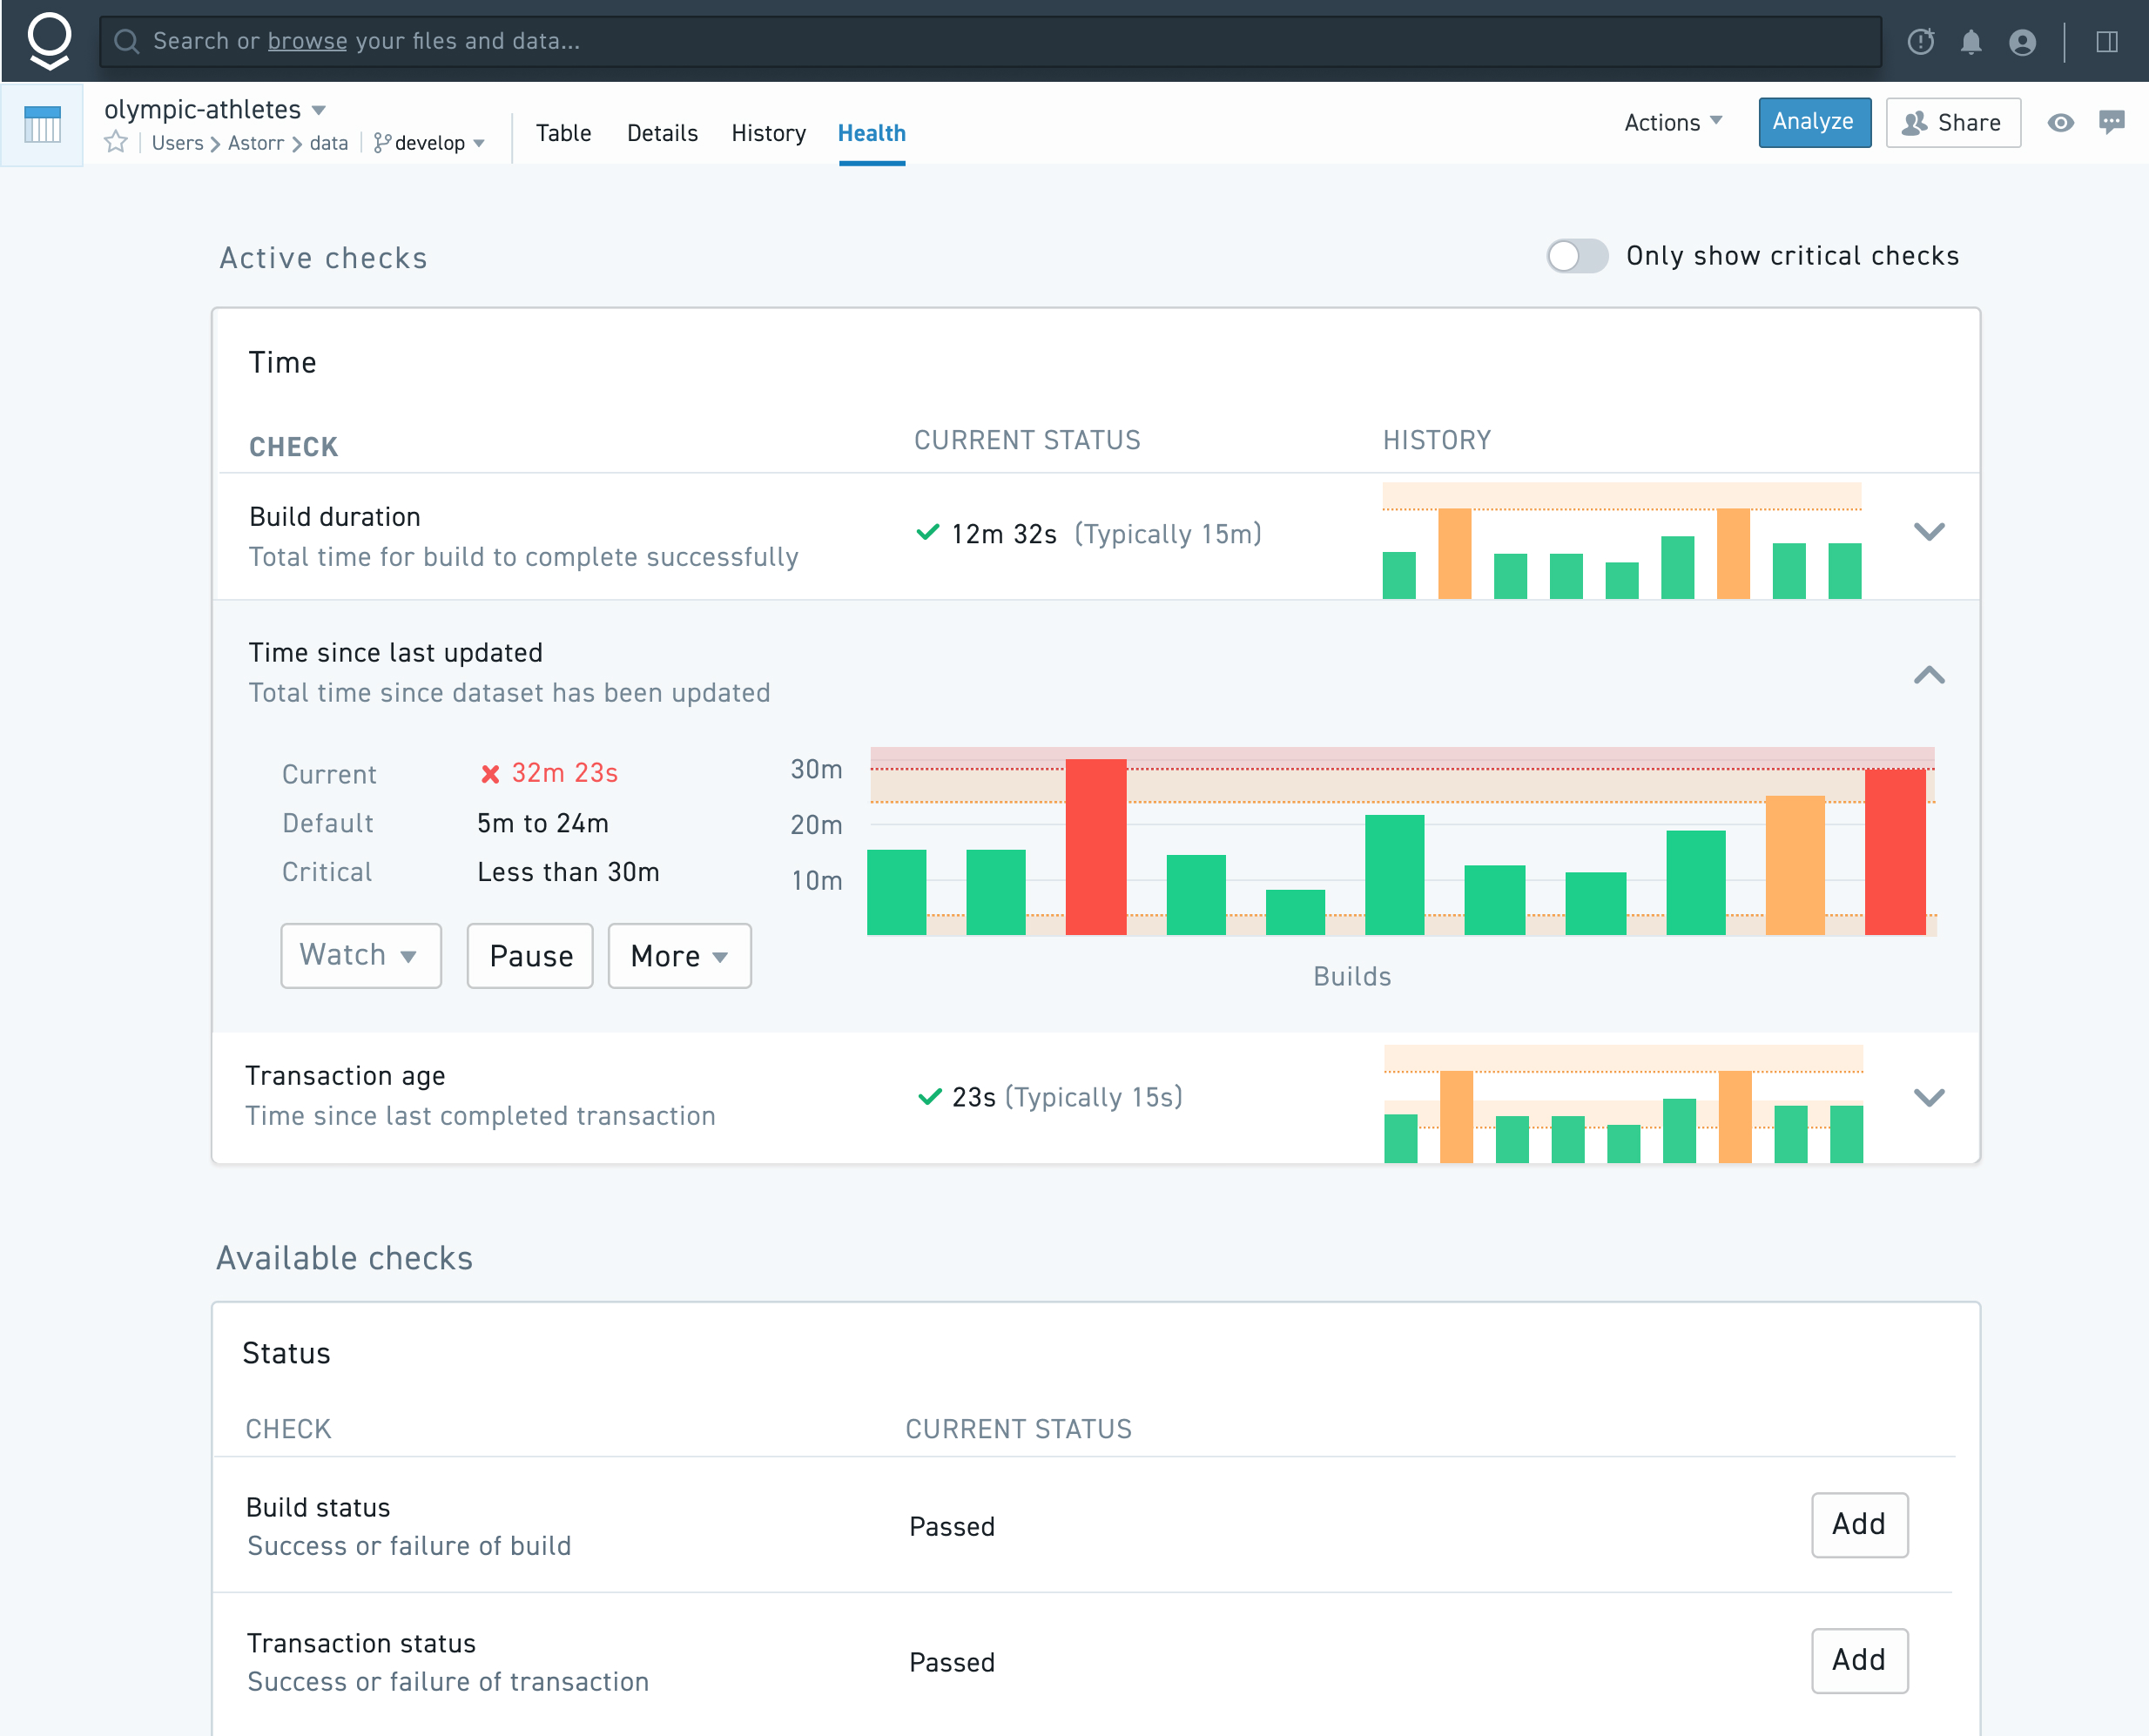 Search or browse your files and data...
olympic-athletes
Users Astorr data develop
Table Details History Health
Actions Analyze Share
Active checks
Only show critical checks
Time
CHECK CURRENT STATUS HISTORY
Build duration
Total time for build to complete successfully
12m 32s (Typically 15m)
Time since last updated
Total time since dataset has been updated
Current 32m 23s
Default 5m to 24m
Critical Less than 30m
Watch Pause More
30m
20m
10m
Builds
Transaction age
Time since last completed transaction
23s (Typically 15s)
Available checks
Status
CHECK CURRENT STATUS
Build status
Success or failure of build
Passed
Add
Transaction status
Success or failure of transaction
Passed
Add